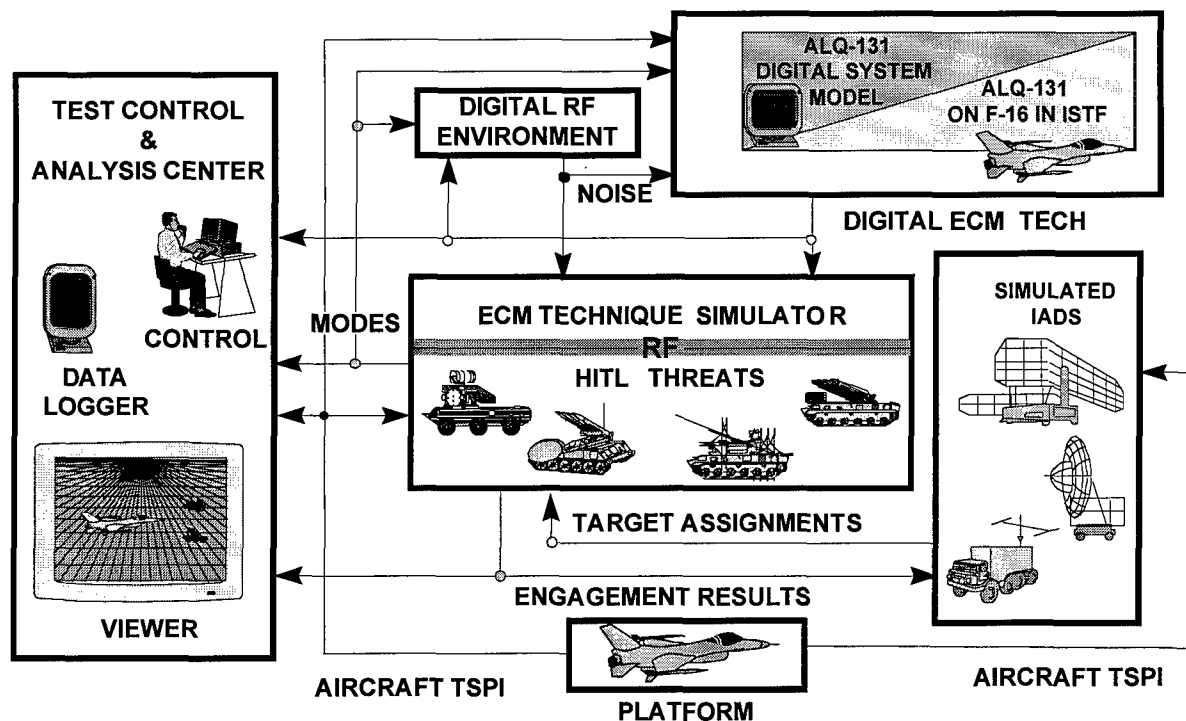 TEST CONTROL
&
ANALYSIS CENTER
CONTROL
DATA
LOGGER
VIEWER
DIGITAL RF
ENVIRONMENT
NOISE
MODES
ALQ-131
DIGITAL SYSTEM
MODEL
ALQ-131
ON F-16 IN ISTF
DIGITAL ECM TECH
ECM TECHNIQUE SIMULATOR
RF
HITL THREATS
SIMULATED
IADS
TARGET ASSIGNMENTS
ENGAGEMENT RESULTS
AIRCRAFT TSPI
PLATFORM
AIRCRAFT TSPI